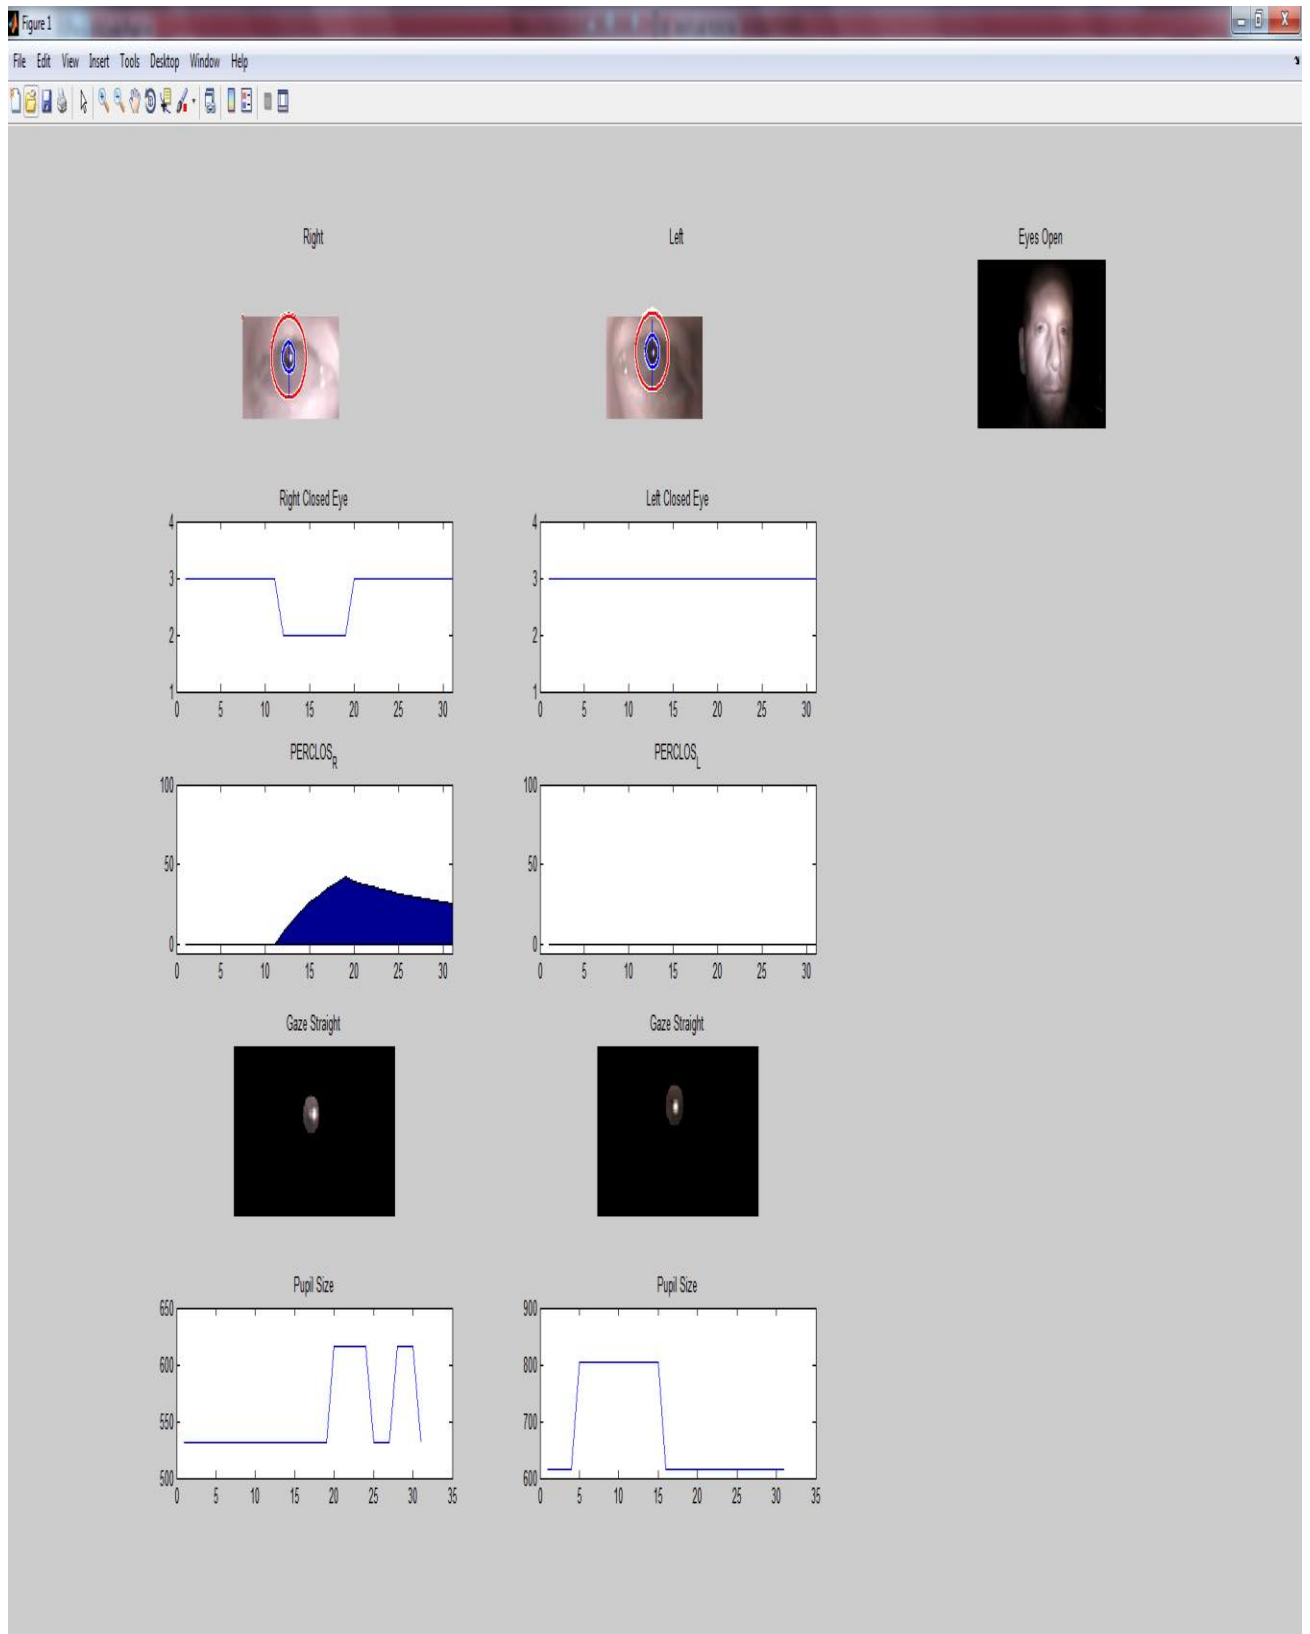 Figure 1
File Edit View Insert Tools Desktop Window Help
Right
Left
Eyes Open
Right Closed Eye
Left Closed Eye
4
3
2
1
0 5 10 15 20 25 30
4
3
2
1
0 5 10 15 20 25 30
PERCLOS_R
PERCLOS_L
100
50
0
0 5 10 15 20 25 30
100
50
0
0 5 10 15 20 25 30
Gaze Straight
Gaze Straight
Pupil Size
Pupil Size
650
600
550
500
0 5 10 15 20 25 30 35
900
800
700
600
0 5 10 15 20 25 30 35